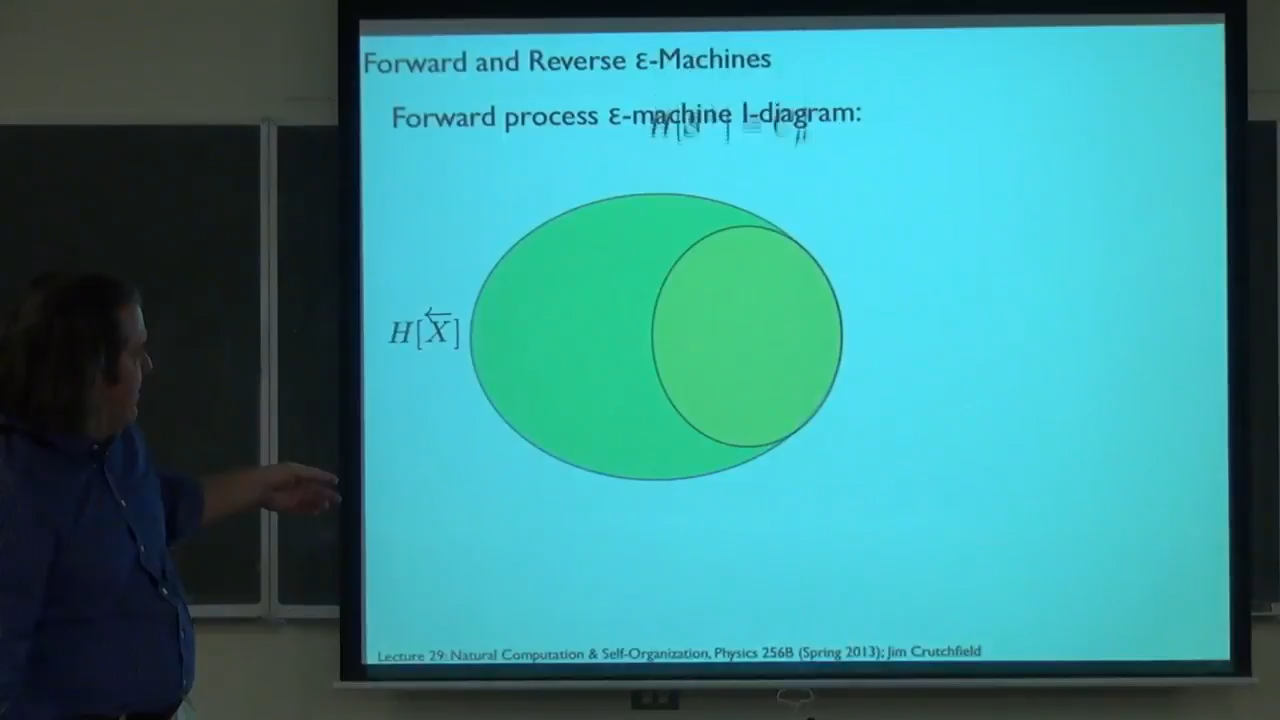 Forward and Reverse ε-Machines
Forward process ε-machine I-diagram:
H[X⃖]
Lecture 29: Natural Computation & Self-Organization, Physics 256B (Spring 2013); Jim Crutchfield